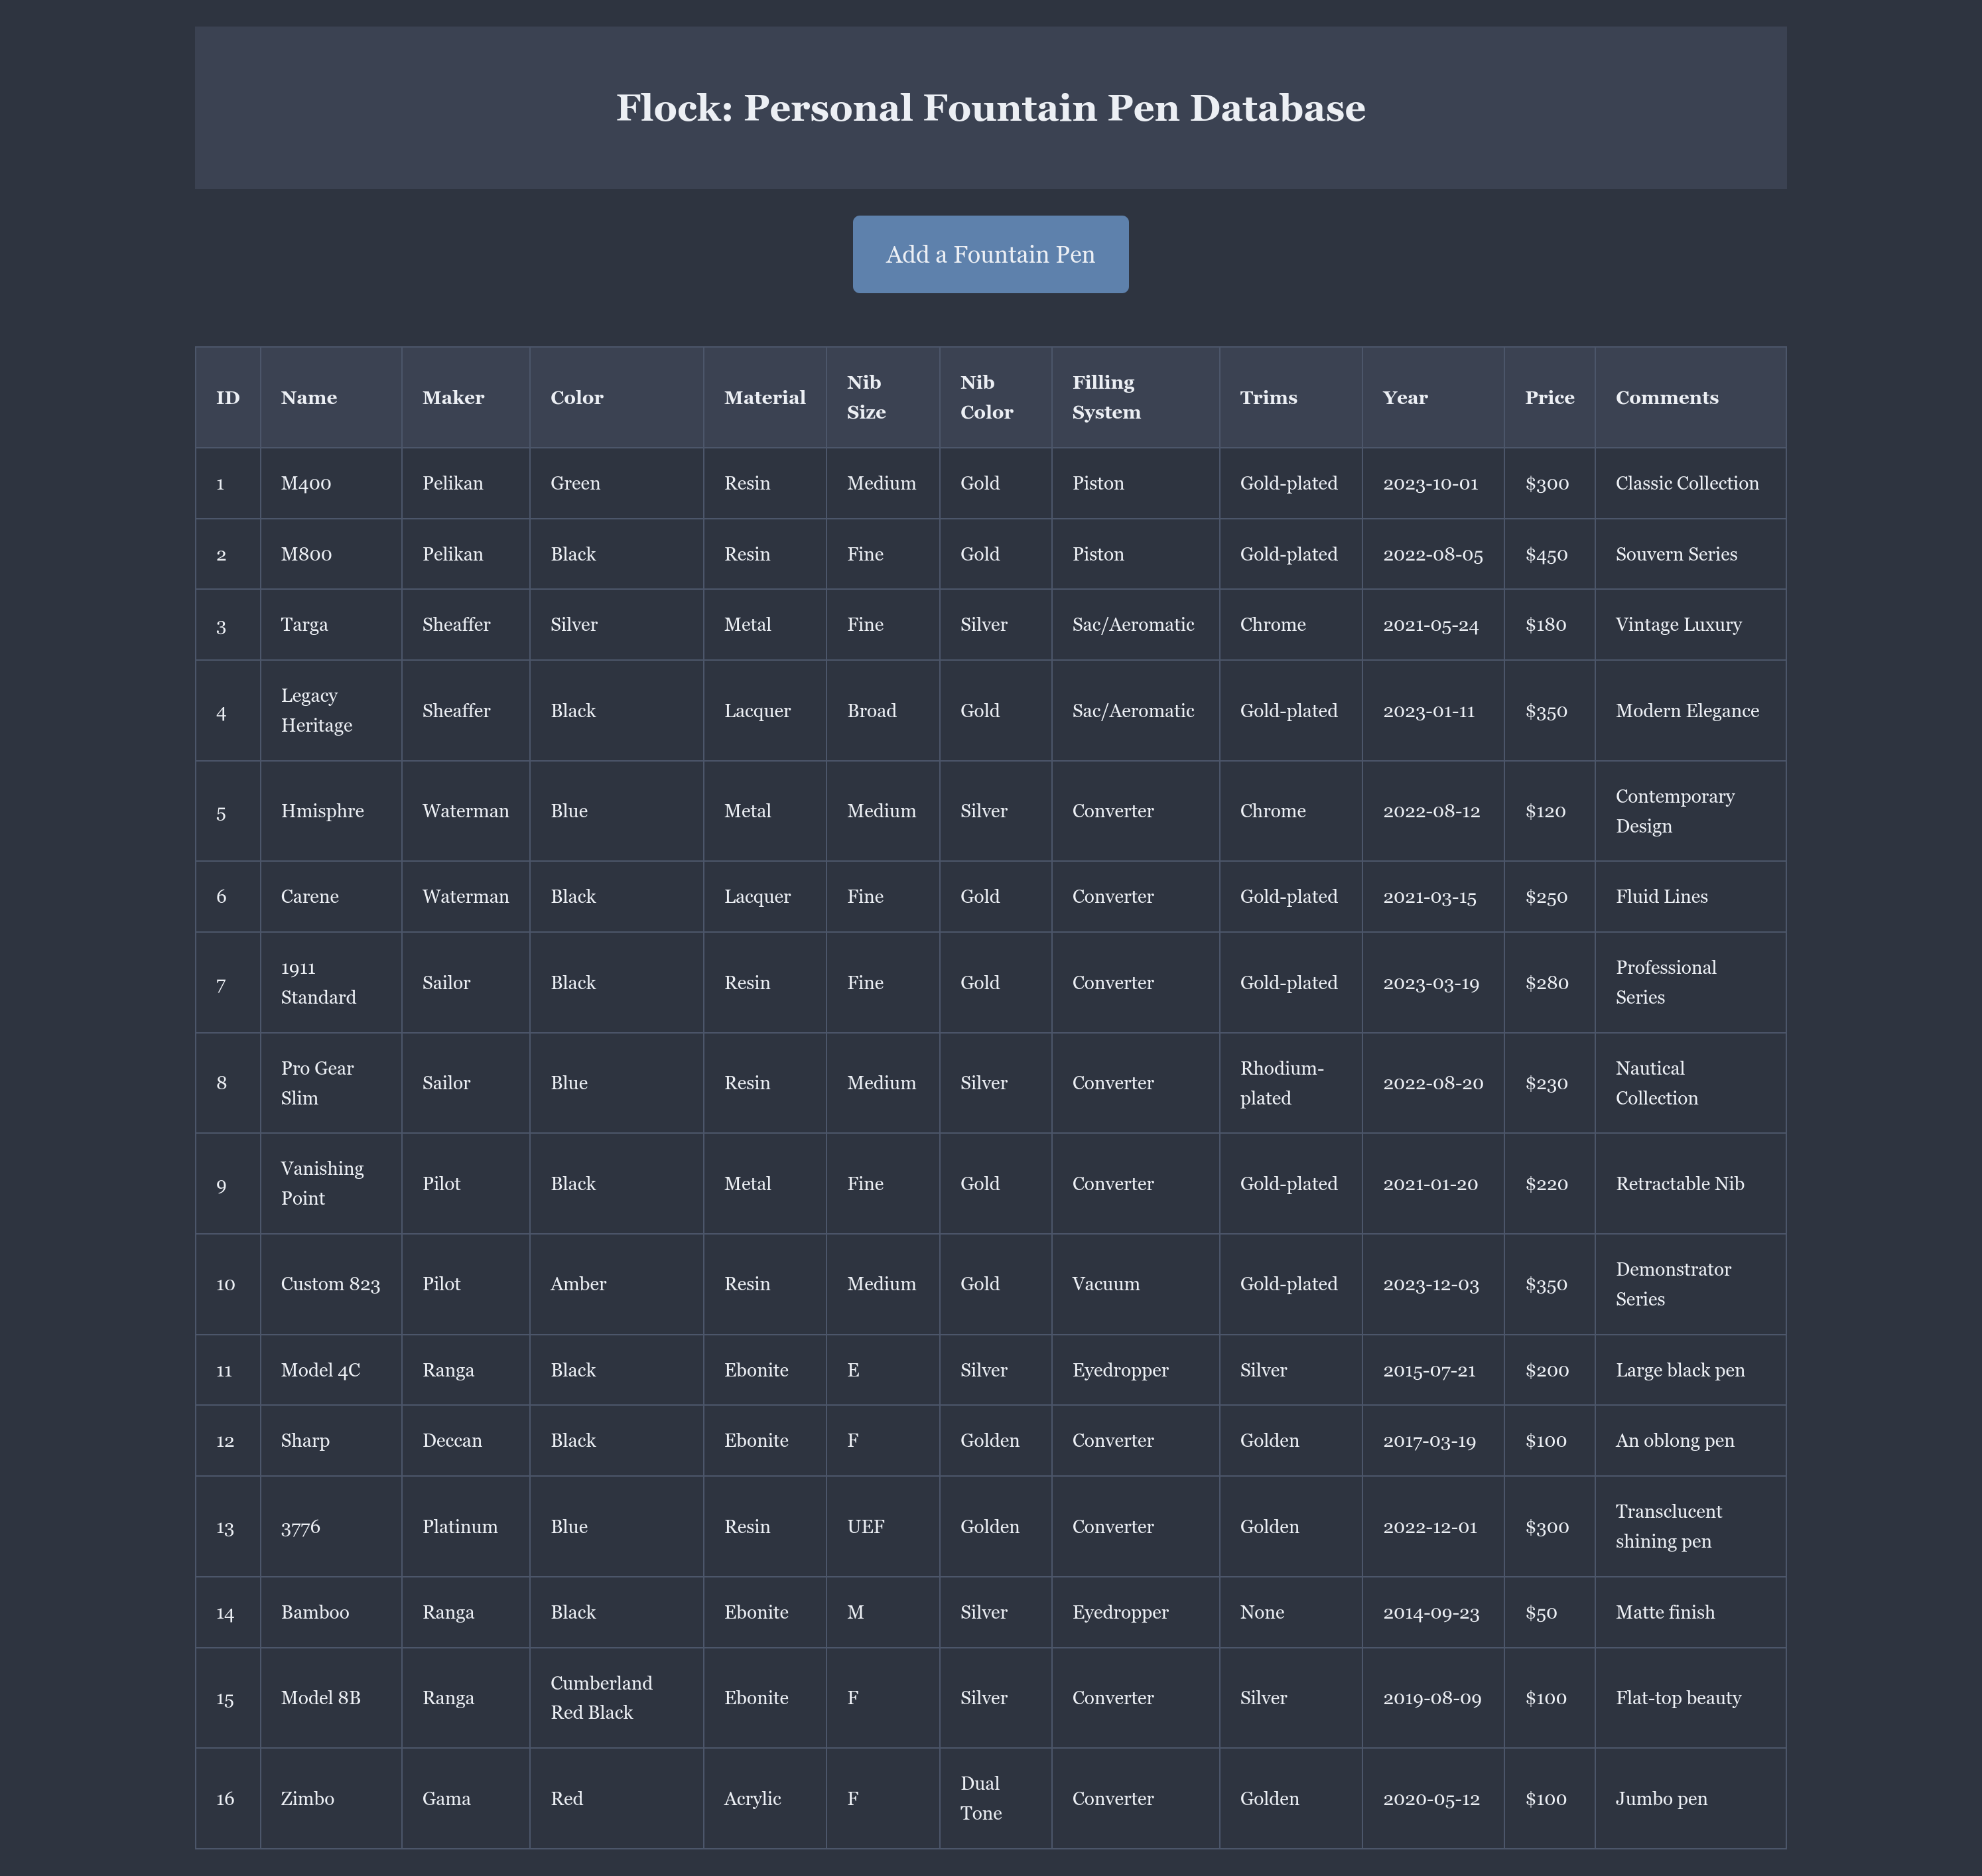 Flock: Personal Fountain Pen Database
Add a Fountain Pen
ID Name Maker Color Material Nib Size Nib Color Filling System Trims Year Price Comments
1 M400 Pelikan Green Resin Medium Gold Piston Gold-plated 2023-10-01 $300 Classic Collection
2 M800 Pelikan Black Resin Fine Gold Piston Gold-plated 2022-08-05 $450 Souvern Series
3 Targa Sheaffer Silver Metal Fine Silver Sac/Aeromatic Chrome 2021-05-24 $180 Vintage Luxury
4 Legacy Heritage Sheaffer Black Lacquer Broad Gold Sac/Aeromatic Gold-plated 2023-01-11 $350 Modern Elegance
5 Hmisphre Waterman Blue Metal Medium Silver Converter Chrome 2022-08-12 $120 Contemporary Design
6 Carene Waterman Black Lacquer Fine Gold Converter Gold-plated 2021-03-15 $250 Fluid Lines
7 1911 Standard Sailor Black Resin Fine Gold Converter Gold-plated 2023-03-19 $280 Professional Series
8 Pro Gear Slim Sailor Blue Resin Medium Silver Converter Rhodium-plated 2022-08-20 $230 Nautical Collection
9 Vanishing Point Pilot Black Metal Fine Gold Converter Gold-plated 2021-01-20 $220 Retractable Nib
10 Custom 823 Pilot Amber Resin Medium Gold Vacuum Gold-plated 2023-12-03 $350 Demonstrator Series
11 Model 4C Ranga Black Ebonite E Silver Eyedropper Silver 2015-07-21 $200 Large black pen
12 Sharp Deccan Black Ebonite F Golden Converter Golden 2017-03-19 $100 An oblong pen
13 3776 Platinum Blue Resin UEF Golden Converter Golden 2022-12-01 $300 Transclucent shining pen
14 Bamboo Ranga Black Ebonite M Silver Eyedropper None 2014-09-23 $50 Matte finish
15 Model 8B Ranga Cumberland Red Black Ebonite F Silver Converter Silver 2019-08-09 $100 Flat-top beauty
16 Zimbo Gama Red Acrylic F Dual Tone Converter Golden 2020-05-12 $100 Jumbo pen